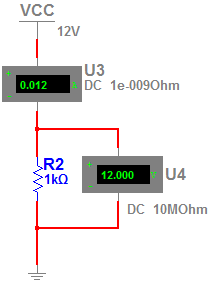 VCC
12V
U3
+
0.012 A
-
DC 1e-009Ohm
R2
1kΩ
+
12.000 V
-
U4
DC 10MOhm